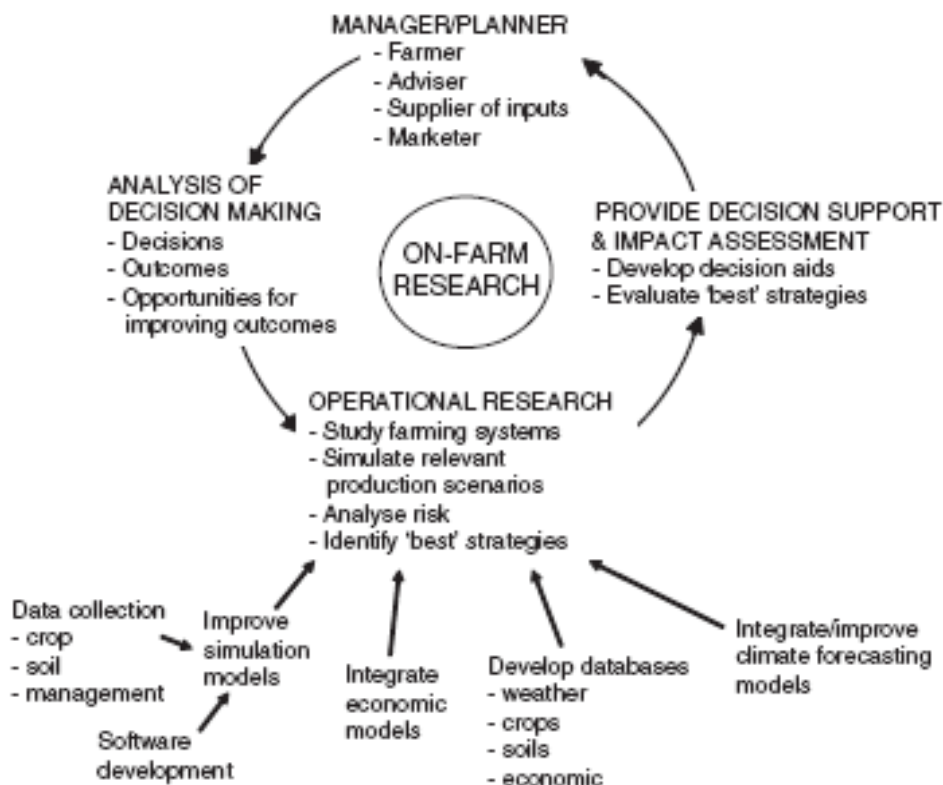 MANAGER/PLANNER
- Farmer
- Adviser
- Supplier of inputs
- Marketer
ANALYSIS OF
DECISION MAKING
- Decisions
- Outcomes
- Opportunities for
improving outcomes
ON-FARM
RESEARCH
PROVIDE DECISION SUPPORT
& IMPACT ASSESSMENT
- Develop decision aids
- Evaluate 'best' strategies
OPERATIONAL RESEARCH
- Study farming systems
- Simulate relevant
production scenarios
- Analyse risk
- Identify 'best' strategies
Data collection
- crop
- soil
- management
Improve
simulation
models
Software
development
Integrate
economic
models
Develop databases
- weather
- crops
- soils
- economic
Integrate/improve
climate forecasting
models